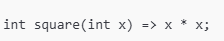 int square(int x) => x * x;